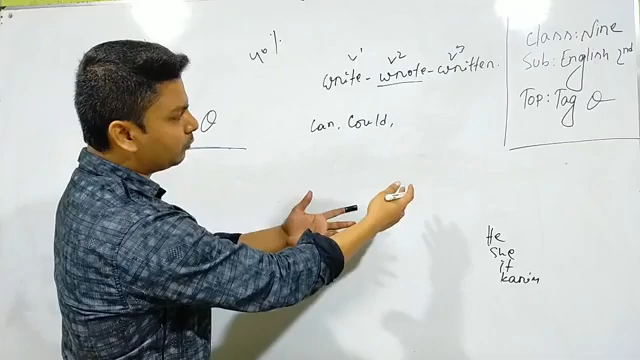 40%
V1 V2 V3
write - wrote - written.
Can, Could,
Q
Class: Nine
Sub: English 2nd
Top: Tag Q
He
She
it
Karim